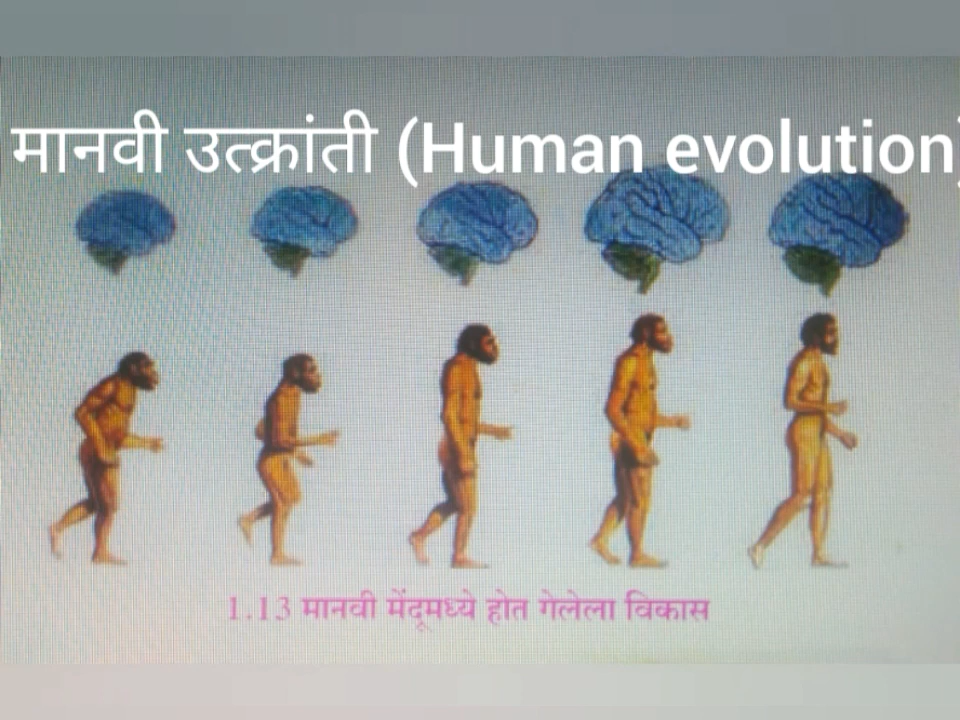 मानवी उत्क्रांती (Human evolution)
1.13 मानवी मेंदूमध्ये होत गेलेला विकास